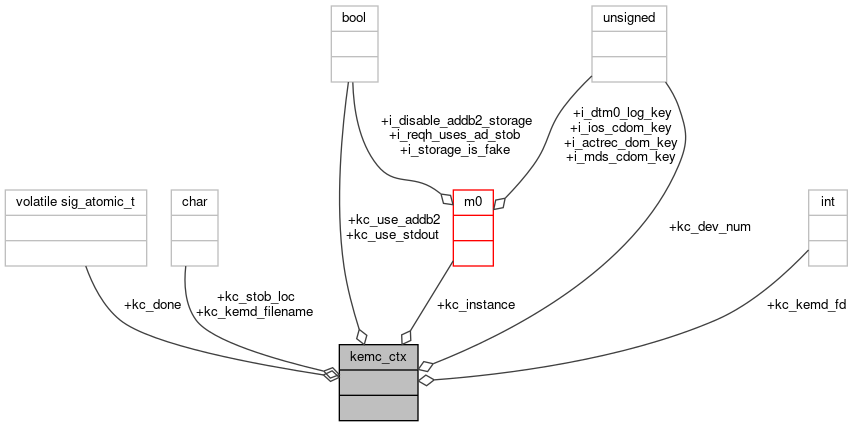 bool
unsigned
+i_disable_addb2_storage
+i_reqh_uses_ad_stob
+i_storage_is_fake
+i_dtm0_log_key
+i_ios_cdom_key
+i_actrec_dom_key
+i_mds_cdom_key
volatile sig_atomic_t
char
m0
int
+kc_use_addb2
+kc_use_stdout
+kc_dev_num
+kc_done
+kc_stob_loc
+kc_kemd_filename
+kc_instance
+kc_kemd_fd
kemc_ctx